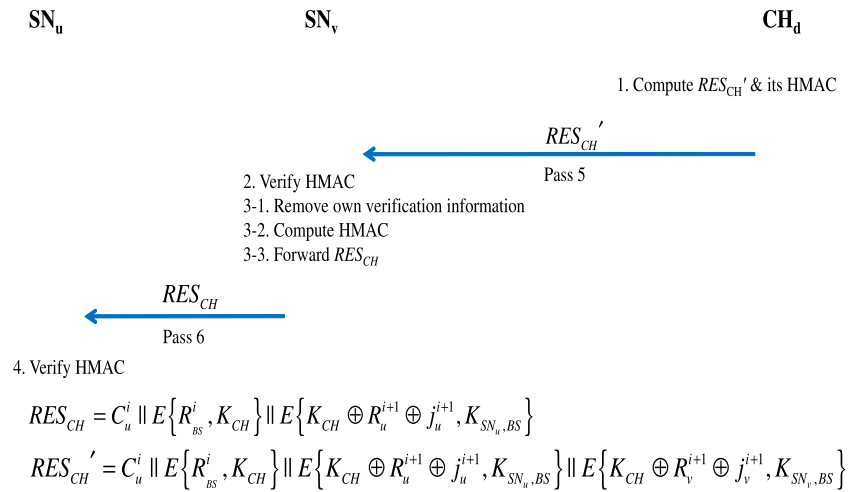 SNᵤ SNᵥ CH_d
1. Compute RES_CH′ & its HMAC
RES_CH′
Pass 5
2. Verify HMAC
3-1. Remove own verification information
3-2. Compute HMAC
3-3. Forward RES_CH
RES_CH
Pass 6
4. Verify HMAC
RES_CH = C_u^i || E{R_BS^i, K_CH} || E{K_CH ⊕ R_u^{i+1} ⊕ j_u^{i+1}, K_{SN_u,BS}}
RES_CH′ = C_u^i || E{R_BS^i, K_CH} || E{K_CH ⊕ R_u^{i+1} ⊕ j_u^{i+1}, K_{SN_u,BS}} || E{K_CH ⊕ R_v^{i+1} ⊕ j_v^{i+1}, K_{SN_v,BS}}